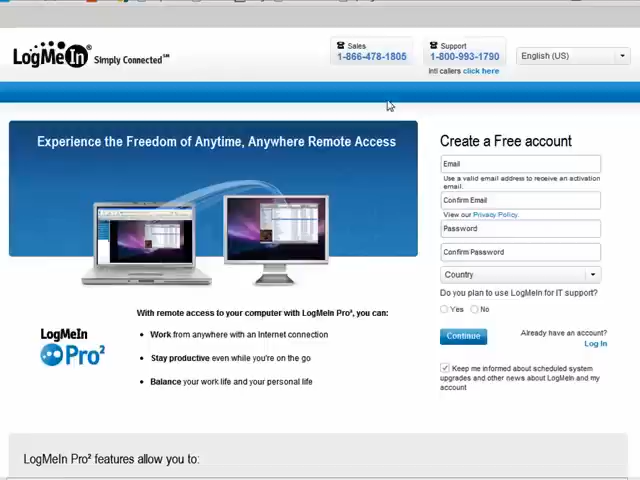 LogMeIn® Simply Connected℠
Sales
1-866-478-1805
Support
1-800-993-1790
Intl callers click here
English (US)
Experience the Freedom of Anytime, Anywhere Remote Access
Create a Free account
Email
Use a valid email address to receive an activation
email.
Confirm Email
View our Privacy Policy.
Password
Confirm Password
Country
Do you plan to use LogMeIn for IT support?
Yes No
Continue
Already have an account?
Log In
Keep me informed about scheduled system
upgrades and other news about LogMeIn and my
account
With remote access to your computer with LogMeIn Pro², you can:
LogMeIn
Pro²
• Work from anywhere with an Internet connection
• Stay productive even while you're on the go
• Balance your work life and your personal life
LogMeIn Pro² features allow you to: